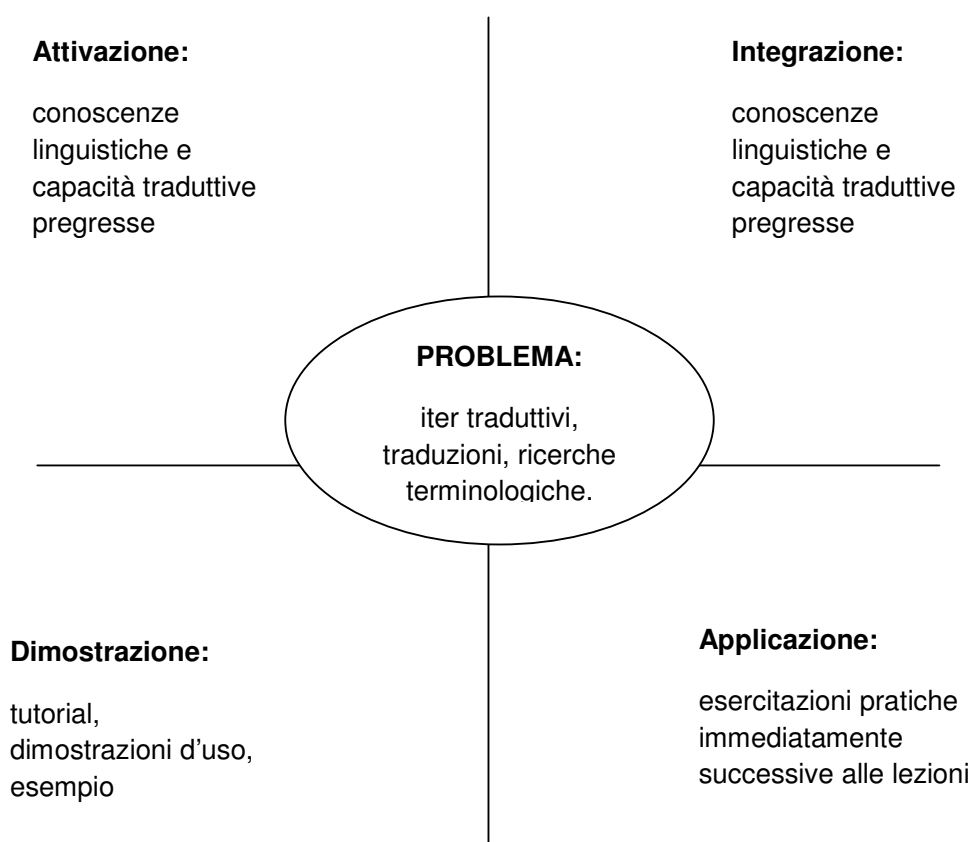 Attivazione:
conoscenze
linguistiche e
capacità traduttive
pregresse
Integrazione:
conoscenze
linguistiche e
capacità traduttive
pregresse
PROBLEMA:
iter traduttivi,
traduzioni, ricerche
terminologiche.
Dimostrazione:
tutorial,
dimostrazioni d'uso,
esempio
Applicazione:
esercitazioni pratiche
immediatamente
successive alle lezioni